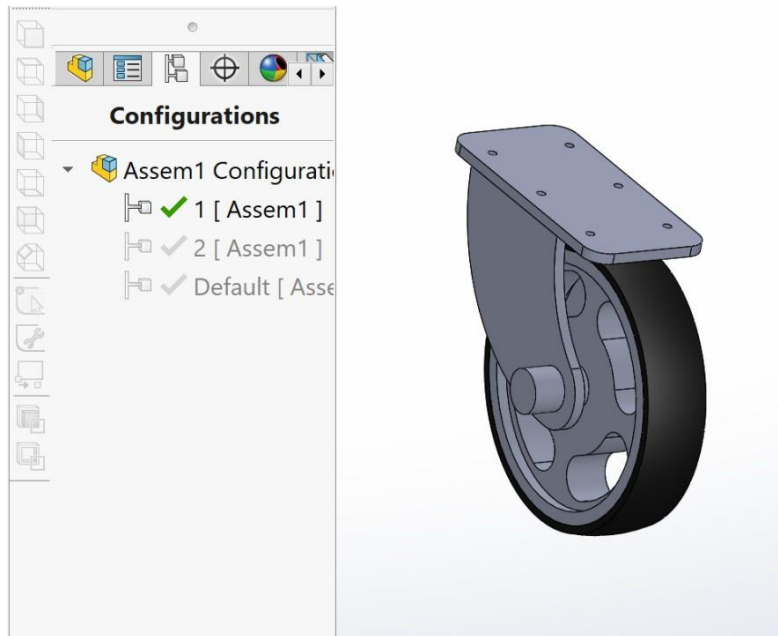 Configurations
Assem1 Configurati
1 [ Assem1 ]
2 [ Assem1 ]
Default [ Asse